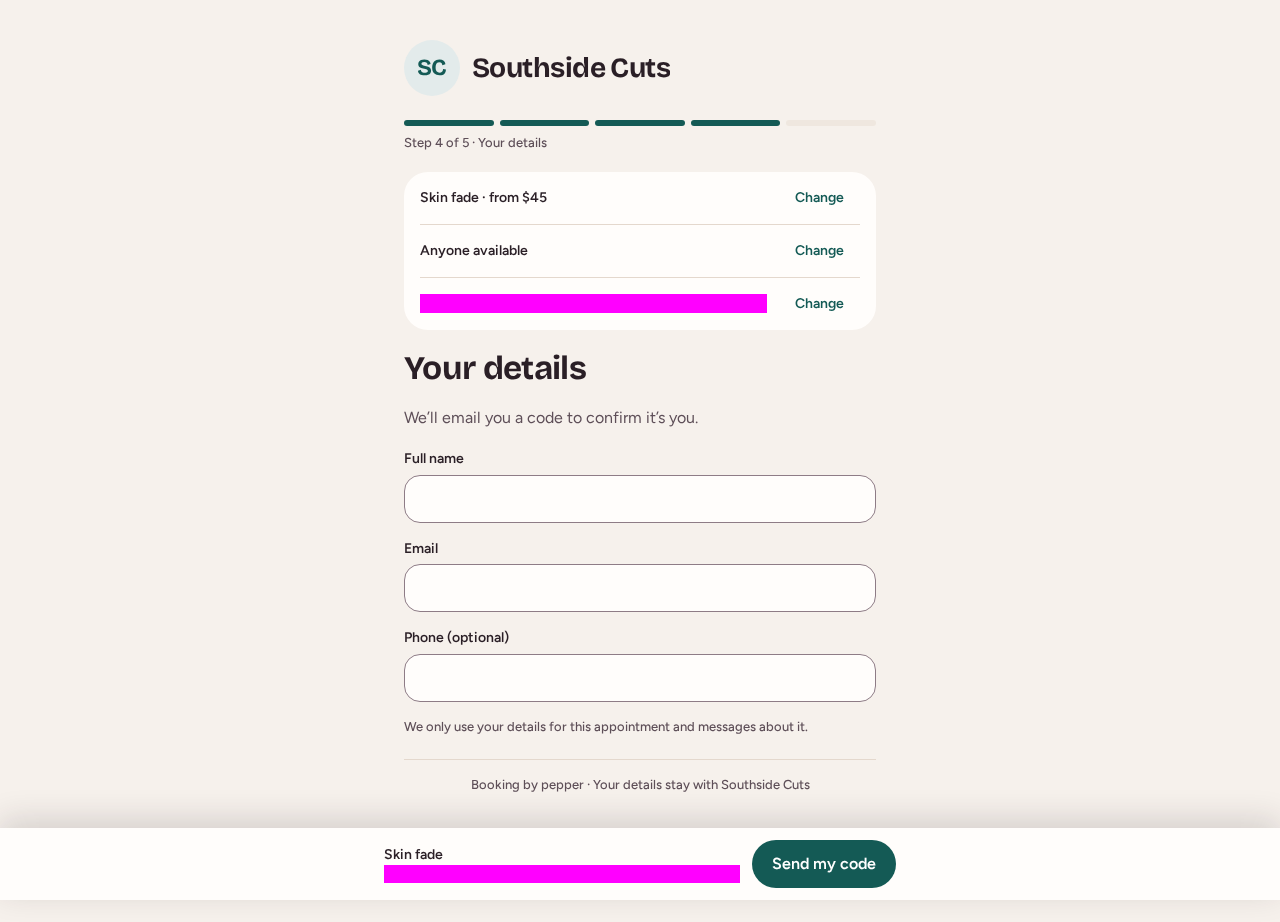 SC
Southside Cuts
Step 4 of 5 · Your details
Skin fade · from $45
Change
Anyone available
Change
Change
Your details
We’ll email you a code to confirm it’s you.
Full name
Email
Phone (optional)
We only use your details for this appointment and messages about it.
Booking by pepper · Your details stay with Southside Cuts
Skin fade
Send my code